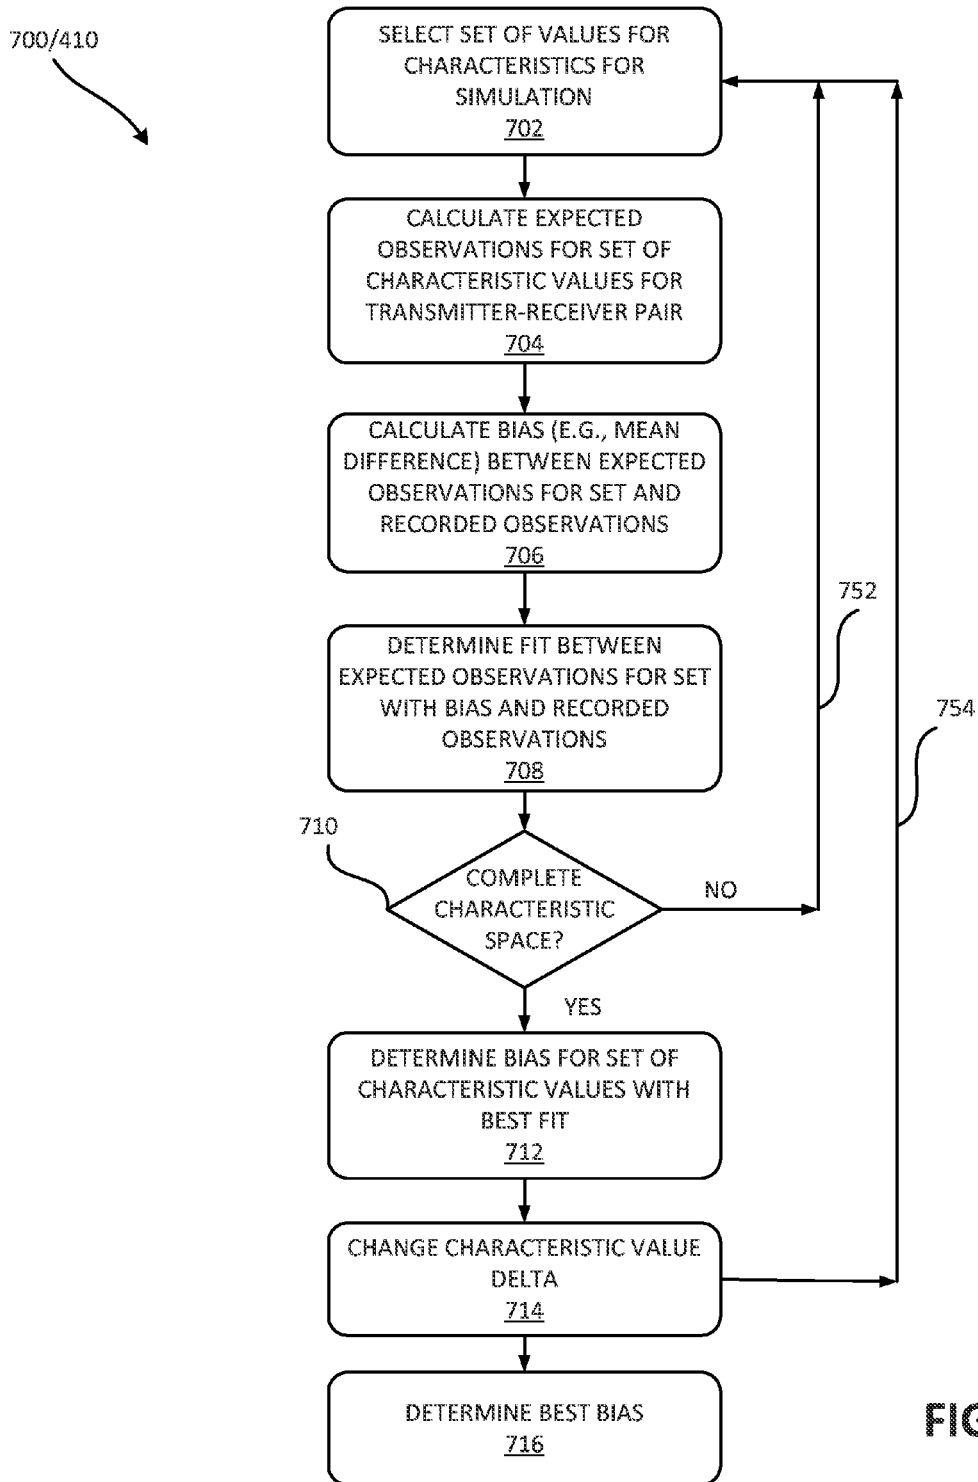 700/410
SELECT SET OF VALUES FOR
CHARACTERISTICS FOR
SIMULATION
702
CALCULATE EXPECTED
OBSERVATIONS FOR SET OF
CHARACTERISTIC VALUES FOR
TRANSMITTER-RECEIVER PAIR
704
CALCULATE BIAS (E.G., MEAN
DIFFERENCE) BETWEEN EXPECTED
OBSERVATIONS FOR SET AND
RECORDED OBSERVATIONS
706
752
754
DETERMINE FIT BETWEEN
EXPECTED OBSERVATIONS FOR SET
WITH BIAS AND RECORDED
OBSERVATIONS
708
710
COMPLETE
CHARACTERISTIC
SPACE?
NO
YES
DETERMINE BIAS FOR SET OF
CHARACTERISTIC VALUES WITH
BEST FIT
712
CHANGE CHARACTERISTIC VALUE
DELTA
714
DETERMINE BEST BIAS
716